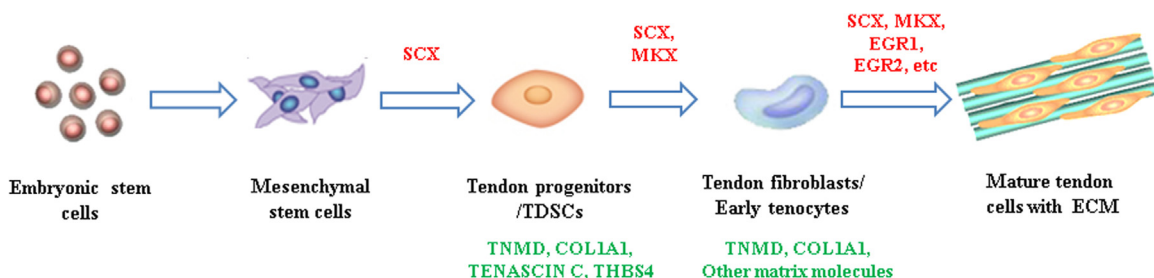 SCX
SCX,
MKX
SCX, MKX,
EGR1,
EGR2, etc
Embryonic stem
cells
Mesenchymal
stem cells
Tendon progenitors
/TDSCs
Tendon fibroblasts/
Early tenocytes
Mature tendon
cells with ECM
TNMD, COL1A1,
TENASCIN C, THBS4
TNMD, COL1A1,
Other matrix molecules